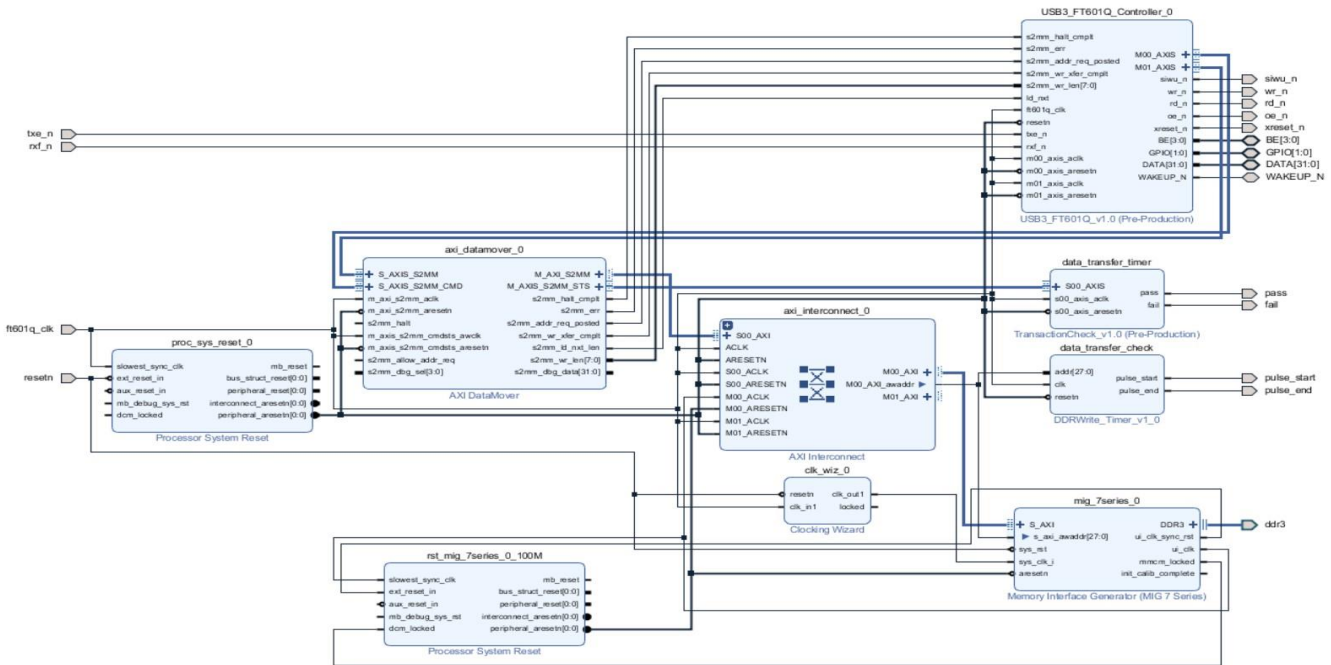 USB3_FT601Q_Controller_0
s2mm_halt_cmplt
s2mm_err
s2mm_addr_req_posted
s2mm_wr_xfer_cmplt
s2mm_wr_len[7:0]
ld_nxt
ft601q_clk
resetn
txe_n
rxf_n
m00_axis_aclk
m00_axis_aresetn
m01_axis_aclk
m01_axis_aresetn
M00_AXIS
M01_AXIS
siwu_n
wr_n
rd_n
oe_n
xreset_n
BE[3:0]
GPIO[1:0]
DATA[31:0]
WAKEUP_N
USB3_FT601Q_v1.0 (Pre-Production)
siwu_n
wr_n
rd_n
oe_n
xreset_n
BE[3:0]
GPIO[1:0]
DATA[31:0]
WAKEUP_N
txe_n
rxf_n
axi_datamover_0
S_AXIS_S2MM
S_AXIS_S2MM_CMD
m_axi_s2mm_aclk
m_axi_s2mm_aresetn
s2mm_halt
m_axis_s2mm_cmdsts_awclk
m_axis_s2mm_cmdsts_aresetn
s2mm_allow_addr_req
s2mm_dbg_sel[3:0]
M_AXI_S2MM
M_AXIS_S2MM_STS
s2mm_halt_cmplt
s2mm_err
s2mm_addr_req_posted
s2mm_wr_xfer_cmplt
s2mm_ld_nxt_len
s2mm_wr_len[7:0]
s2mm_dbg_data[31:0]
AXI DataMover
data_transfer_timer
S00_AXIS
s00_axis_aclk
s00_axis_aresetn
pass
fail
TransactionCheck_v1.0 (Pre-Production)
pass
fail
axi_interconnect_0
S00_AXI
ACLK
ARESETN
S00_ACLK
S00_ARESETN
M00_ACLK
M00_ARESETN
M01_ACLK
M01_ARESETN
M00_AXI
M00_AXI_awaddr
M01_AXI
AXI Interconnect
data_transfer_check
addr[27:0]
clk
resetn
pulse_start
pulse_end
DDRWrite_Timer_v1_0
pulse_start
pulse_end
ft601q_clk
resetn
proc_sys_reset_0
slowest_sync_clk
ext_reset_in
aux_reset_in
mb_debug_sys_rst
dcm_locked
mb_reset
bus_struct_reset[0:0]
peripheral_reset[0:0]
interconnect_aresetn[0:0]
peripheral_aresetn[0:0]
Processor System Reset
clk_wiz_0
resetn
clk_in1
clk_out1
locked
Clocking Wizard
mig_7series_0
S_AXI
s_axi_awaddr[27:0]
sys_rst
sys_clk_i
aresetn
DDR3
ui_clk_sync_rst
ui_clk
mmcm_locked
init_calib_complete
Memory Interface Generator (MIG 7 Series)
ddr3
rst_mig_7series_0_100M
slowest_sync_clk
ext_reset_in
aux_reset_in
mb_debug_sys_rst
dcm_locked
mb_reset
bus_struct_reset[0:0]
peripheral_reset[0:0]
interconnect_aresetn[0:0]
peripheral_aresetn[0:0]
Processor System Reset